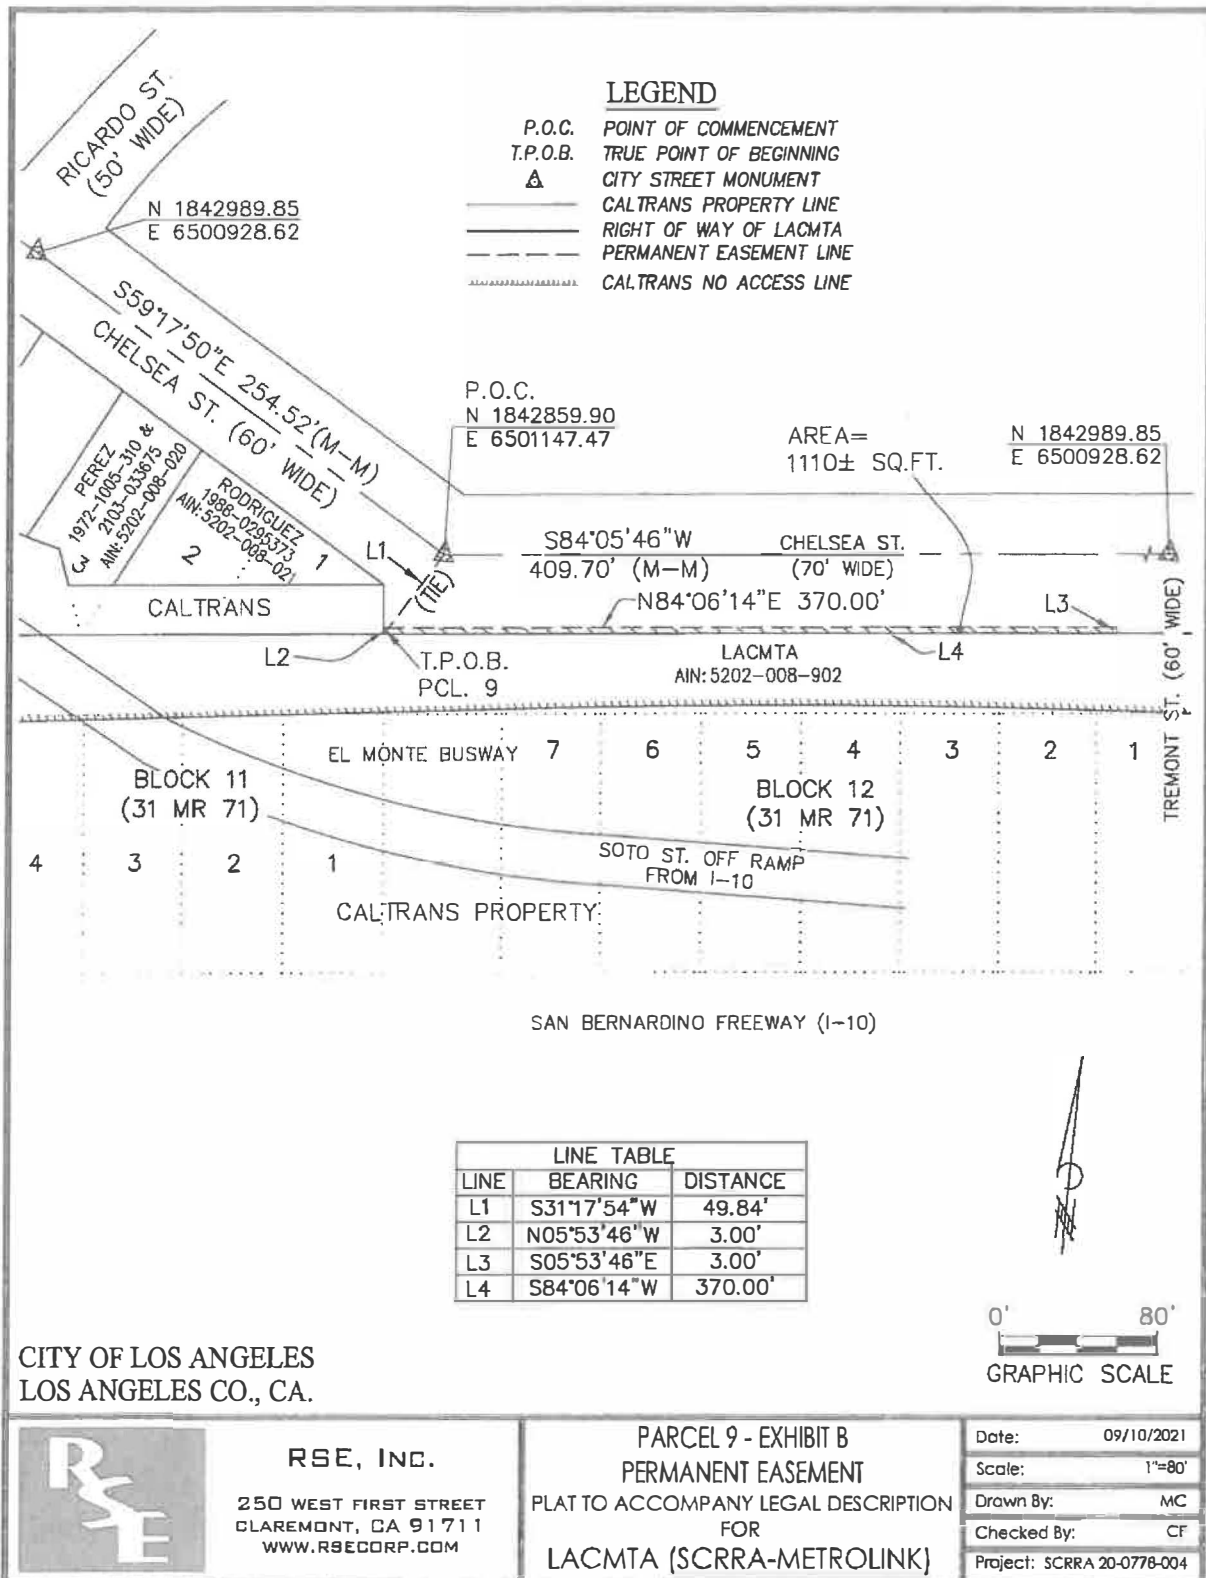 LEGEND
P.O.C. POINT OF COMMENCEMENT
T.P.O.B. TRUE POINT OF BEGINNING
CITY STREET MONUMENT
CALTRANS PROPERTY LINE
RIGHT OF WAY OF LACMTA
PERMANENT EASEMENT LINE
CALTRANS NO ACCESS LINE
RICARDO ST.
(50' WIDE)
N 1842989.85
E 6500928.62
S59°17'50"E 254.52'(M-M)
CHELSEA ST. (60' WIDE)
P.O.C.
N 1842859.90
E 6501147.47
AREA=
1110± SQ.FT.
N 1842989.85
E 6500928.62
PEREZ
1972-1005-310 &
2103-033675
AIN:5202-008-020
3
RODRIGUEZ
1988-0295373
AIN:5202-008-021
2
1
L1
(TIE)
S84°05'46"W
409.70' (M-M)
CHELSEA ST.
(70' WIDE)
N84°06'14"E 370.00'
L3
CALTRANS
L2
T.P.O.B.
PCL. 9
LACMTA
AIN:5202-008-902
L4
TREMONT ST. (60' WIDE)
EL MONTE BUSWAY
7 6 5 4 3 2 1
BLOCK 11
(31 MR 71)
BLOCK 12
(31 MR 71)
4 3 2 1
SOTO ST. OFF RAMP
FROM I-10
CALTRANS PROPERTY
SAN BERNARDINO FREEWAY (I-10)
LINE TABLE
LINE BEARING DISTANCE
L1 S31°17'54"W 49.84'
L2 N05°53'46"W 3.00'
L3 S05°53'46"E 3.00'
L4 S84°06'14"W 370.00'
N
0' 80'
GRAPHIC SCALE
CITY OF LOS ANGELES
LOS ANGELES CO., CA.
RSE
RSE, INC.
250 WEST FIRST STREET
CLAREMONT, CA 91711
WWW.RSECORP.COM
PARCEL 9 - EXHIBIT B
PERMANENT EASEMENT
PLAT TO ACCOMPANY LEGAL DESCRIPTION
FOR
LACMTA (SCRRA-METROLINK)
Date: 09/10/2021
Scale: 1"=80'
Drawn By: MC
Checked By: CF
Project: SCRRA 20-0778-004